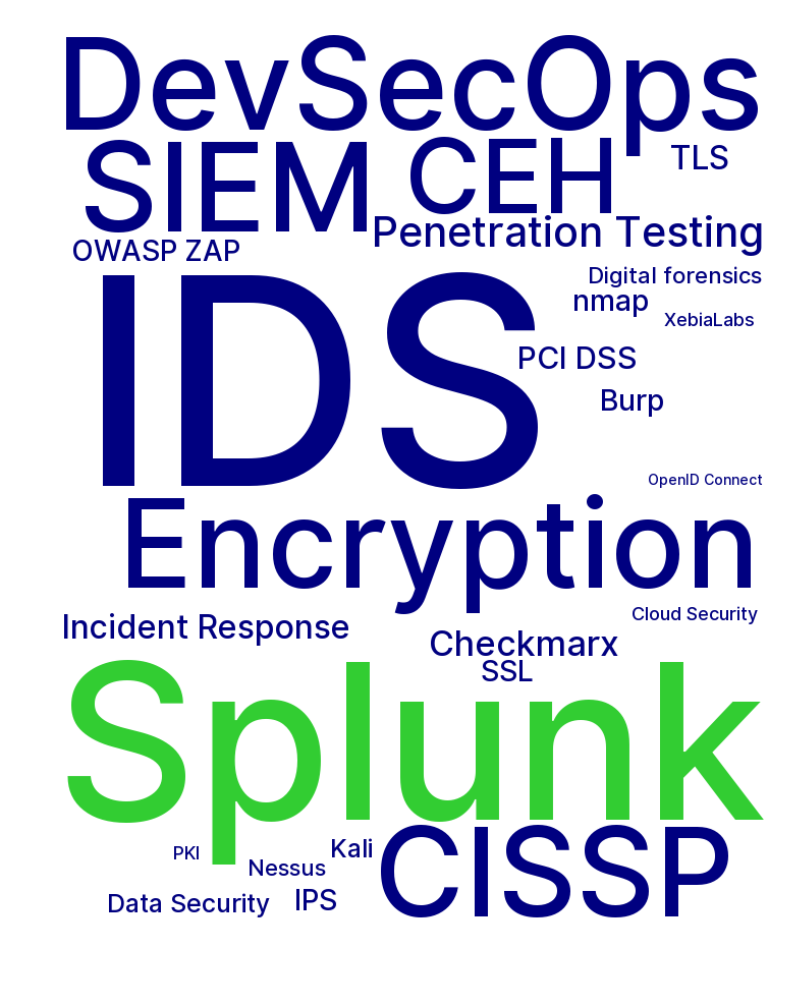 DevSecOps
SIEM
CEH
TLS
Penetration Testing
OWASP ZAP
Digital forensics
nmap
XebiaLabs
IDS
PCI DSS
Burp
OpenID Connect
Encryption
Cloud Security
Incident Response
Checkmarx
SSL
Splunk
PKI
Kali
Nessus
CISSP
Data Security
IPS